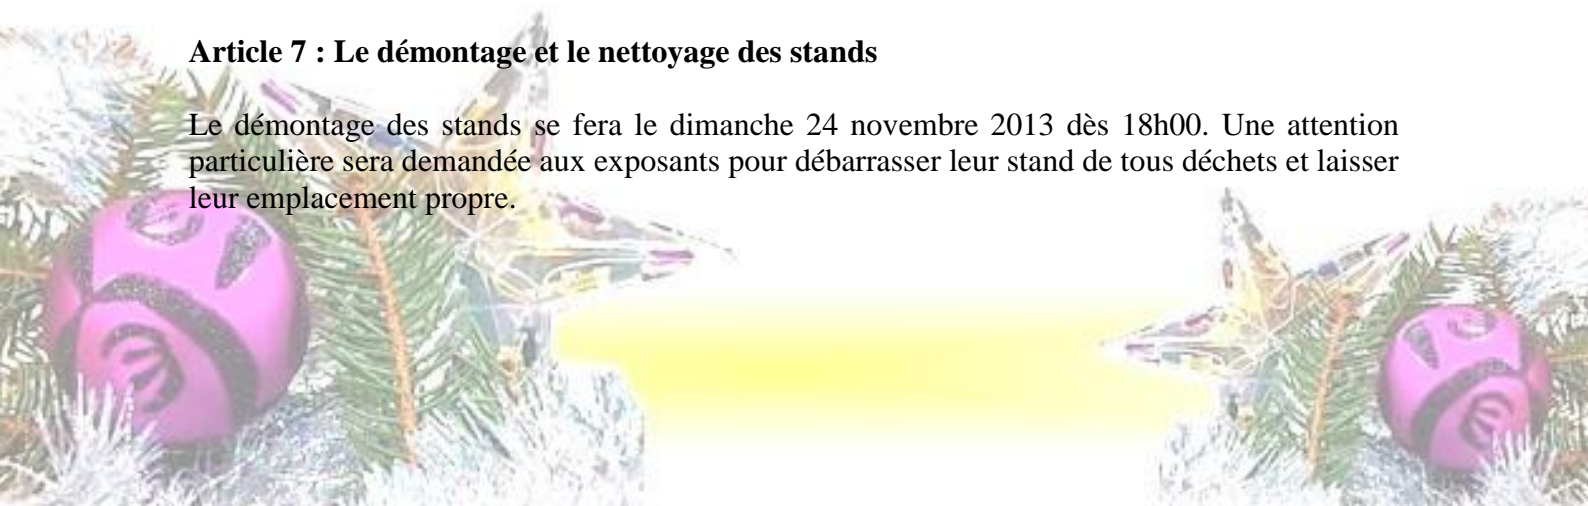 Article 7 : Le démontage et le nettoyage des stands
Le démontage des stands se fera le dimanche 24 novembre 2013 dès 18h00. Une attention
particulière sera demandée aux exposants pour débarrasser leur stand de tous déchets et laisser
leur emplacement propre.